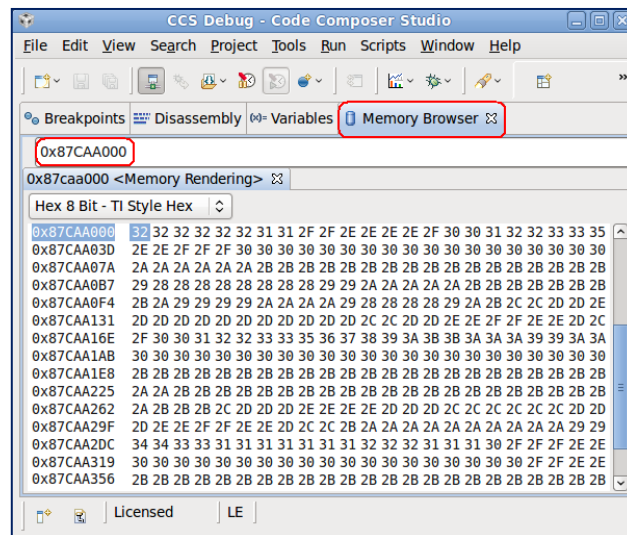 CCS Debug - Code Composer Studio
File Edit View Search Project Tools Run Scripts Window Help
»
Breakpoints Disassembly (x)= Variables Memory Browser
0x87CAA000
0x87caa000 <Memory Rendering>
Hex 8 Bit - TI Style Hex
0x87CAA000 32 32 32 32 32 32 31 31 2F 2F 2E 2E 2E 2E 2F 30 30 31 32 32 33 33 35
0x87CAA03D 2E 2E 2F 2F 2F 30 30 30 30 30 30 30 30 30 30 30 30 30 30 30 30 30 30
0x87CAA07A 2A 2A 2A 2A 2A 2A 2B 2B 2B 2B 2B 2B 2B 2B 2B 2B 2B 2B 2B 2B 2B 2B 2B
0x87CAA0B7 29 28 28 28 28 28 28 28 29 29 2A 2A 2A 2A 2A 2B 2B 2B 2B 2B 2B 2B 2B
0x87CAA0F4 2B 2A 29 29 29 29 2A 2A 2A 2A 29 28 28 28 28 29 2A 2B 2C 2C 2D 2D 2E
0x87CAA131 2D 2D 2D 2D 2D 2D 2D 2D 2D 2D 2C 2C 2D 2D 2E 2E 2F 2F 2E 2E 2D 2C
0x87CAA16E 2F 30 30 31 32 32 33 33 35 36 37 38 39 3A 3B 3B 3A 3A 3A 39 39 3A 3A
0x87CAA1AB 30 30 30 30 30 30 30 30 30 30 30 30 30 30 30 30 30 30 30 30 30 30 30
0x87CAA1E8 2B 2B 2B 2B 2B 2B 2B 2B 2B 2B 2B 2B 2B 2B 2B 2B 2B 2B 2B 2B 2B 2B 2B
0x87CAA225 2A 2A 2B 2B 2B 2B 2B 2B 2B 2B 2B 2B 2B 2B 2B 2B 2B 2B 2B 2B 2B 2B 2B
0x87CAA262 2A 2B 2B 2B 2C 2D 2D 2D 2E 2E 2E 2E 2D 2D 2D 2C 2C 2C 2C 2C 2C 2D 2D
0x87CAA29F 2D 2E 2E 2F 2F 2E 2E 2D 2C 2C 2B 2A 2A 2A 2A 2A 2A 2A 2A 2A 2A 29 29
0x87CAA2DC 34 34 33 33 31 31 31 31 31 31 31 32 32 32 31 31 31 30 2F 2F 2F 2E 2E
0x87CAA319 30 30 30 30 30 30 30 30 30 30 30 30 30 30 30 30 30 30 30 2F 2F 2E 2E
0x87CAA356 2B 2B 2B 2B 2B 2B 2B 2B 2B 2B 2B 2B 2B 2B 2B 2B 2B 2B 2B 2B 2B 2B 2B
Licensed LE